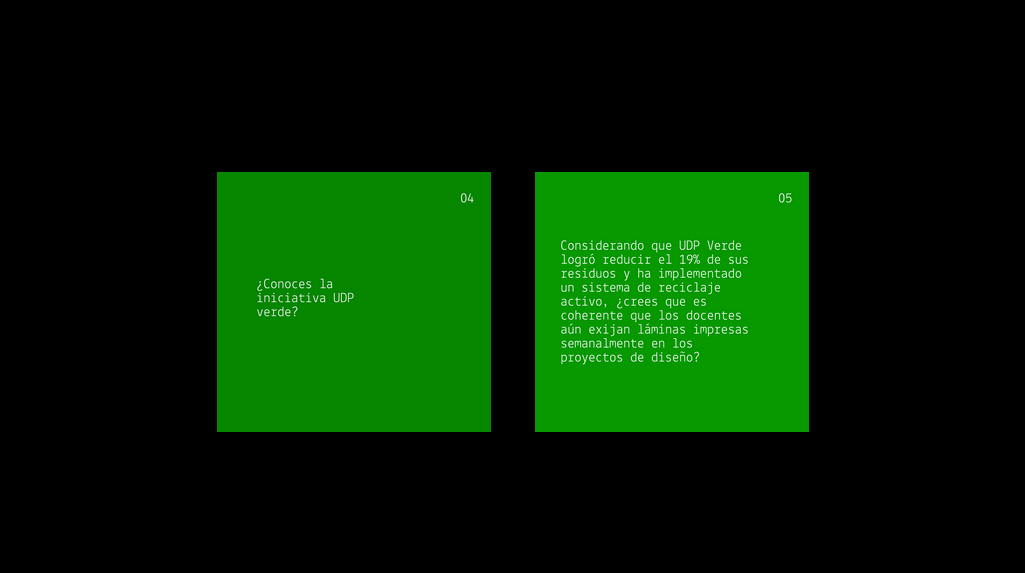 04
¿Conoces la
iniciativa UDP
verde?
05
Considerando que UDP Verde
logró reducir el 19% de sus
residuos y ha implementado
un sistema de reciclaje
activo, ¿crees que es
coherente que los docentes
aún exijan láminas impresas
semanalmente en los
proyectos de diseño?